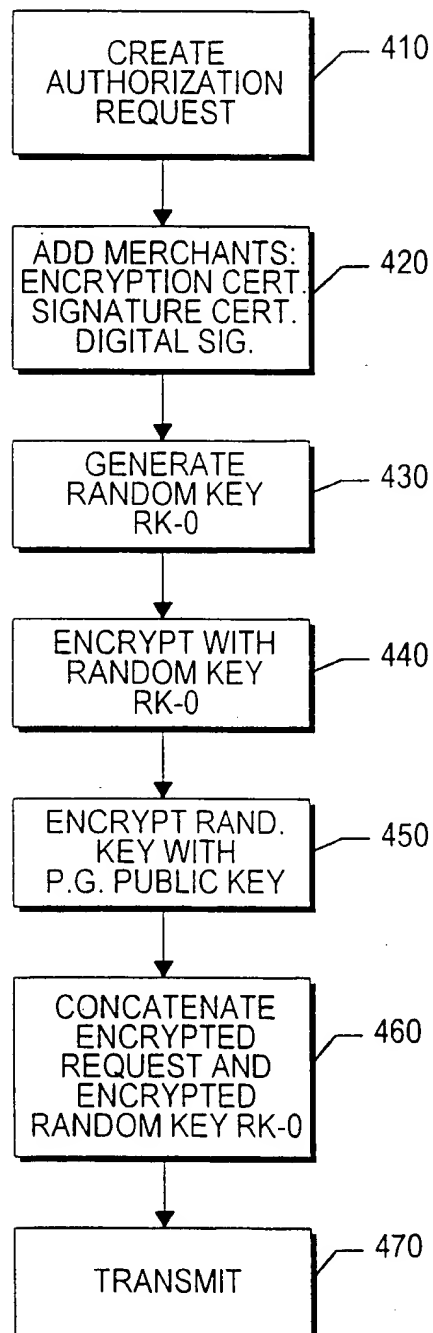 CREATE
AUTHORIZATION
REQUEST
410
ADD MERCHANTS:
ENCRYPTION CERT.
SIGNATURE CERT.
DIGITAL SIG.
420
GENERATE
RANDOM KEY
RK-0
430
ENCRYPT WITH
RANDOM KEY
RK-0
440
ENCRYPT RAND.
KEY WITH
P.G. PUBLIC KEY
450
CONCATENATE
ENCRYPTED
REQUEST AND
ENCRYPTED
RANDOM KEY RK-0
460
TRANSMIT
470